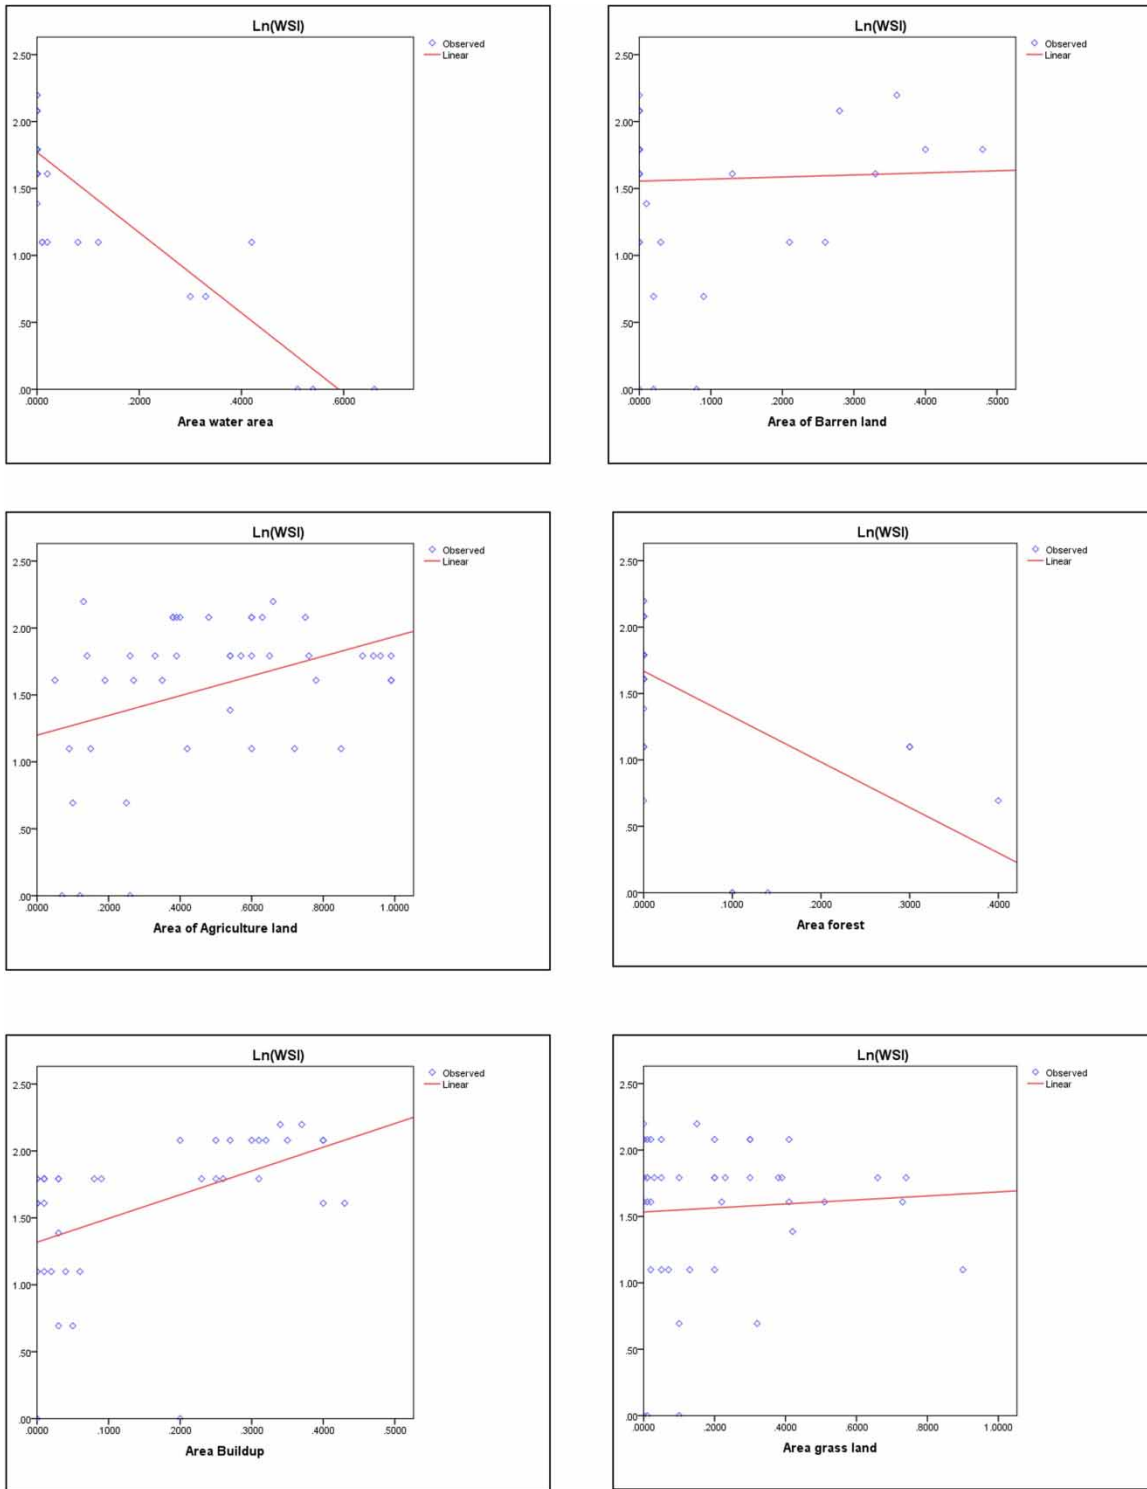 Ln(WSI)
Observed
Linear
2.50
2.00
1.50
1.00
.50
.00
.0000 .2000 .4000 .6000
Area water area
Ln(WSI)
Observed
Linear
2.50
2.00
1.50
1.00
.50
.00
.0000 .1000 .2000 .3000 .4000 .5000
Area of Barren land
Ln(WSI)
Observed
Linear
2.50
2.00
1.50
1.00
.50
.00
.0000 .2000 .4000 .6000 .8000 1.0000
Area of Agriculture land
Ln(WSI)
Observed
Linear
2.50
2.00
1.50
1.00
.50
.00
.0000 .1000 .2000 .3000 .4000
Area forest
Ln(WSI)
Observed
Linear
2.50
2.00
1.50
1.00
.50
.00
.0000 .1000 .2000 .3000 .4000 .5000
Area Buildup
Ln(WSI)
Observed
Linear
2.50
2.00
1.50
1.00
.50
.00
.0000 .2000 .4000 .6000 .8000 1.0000
Area grass land